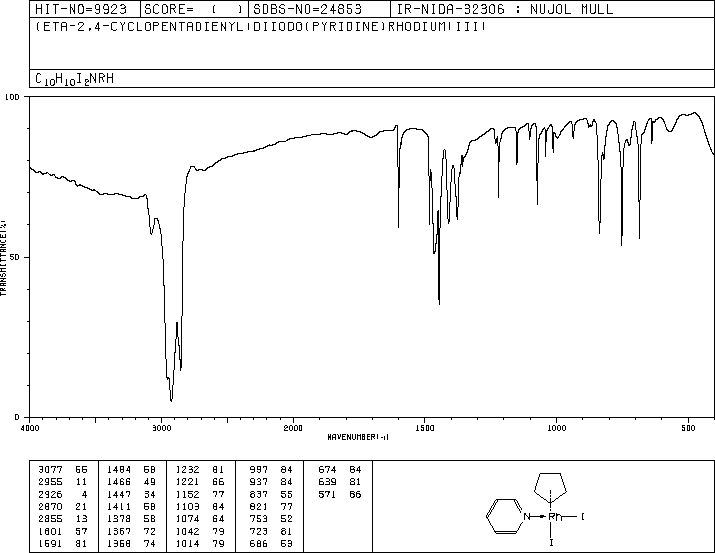 HIT-NO=9923 SCORE= ( ) SDBS-NO=24853 IR-NIDA-32306 : NUJOL MULL
(ETA-2,4-CYCLOPENTADIENYL)DIIODO(PYRIDINE)RHODIUM(III)
C10H10I2NRH
100
50
0
TRANSMITTANCE(%)
4000 3000 2000 1500 1000 500
WAVENUMBER(-1)
3077 55 1484 58 1232 81 997 84 674 84
2955 11 1466 49 1221 66 937 84 639 81
2926 4 1447 34 1152 77 837 55 571 86
2870 21 1411 58 1103 84 821 77
2855 13 1378 58 1074 64 753 52
1601 57 1367 72 1042 79 723 81
1591 81 1358 74 1014 79 686 53
N Rh I
I